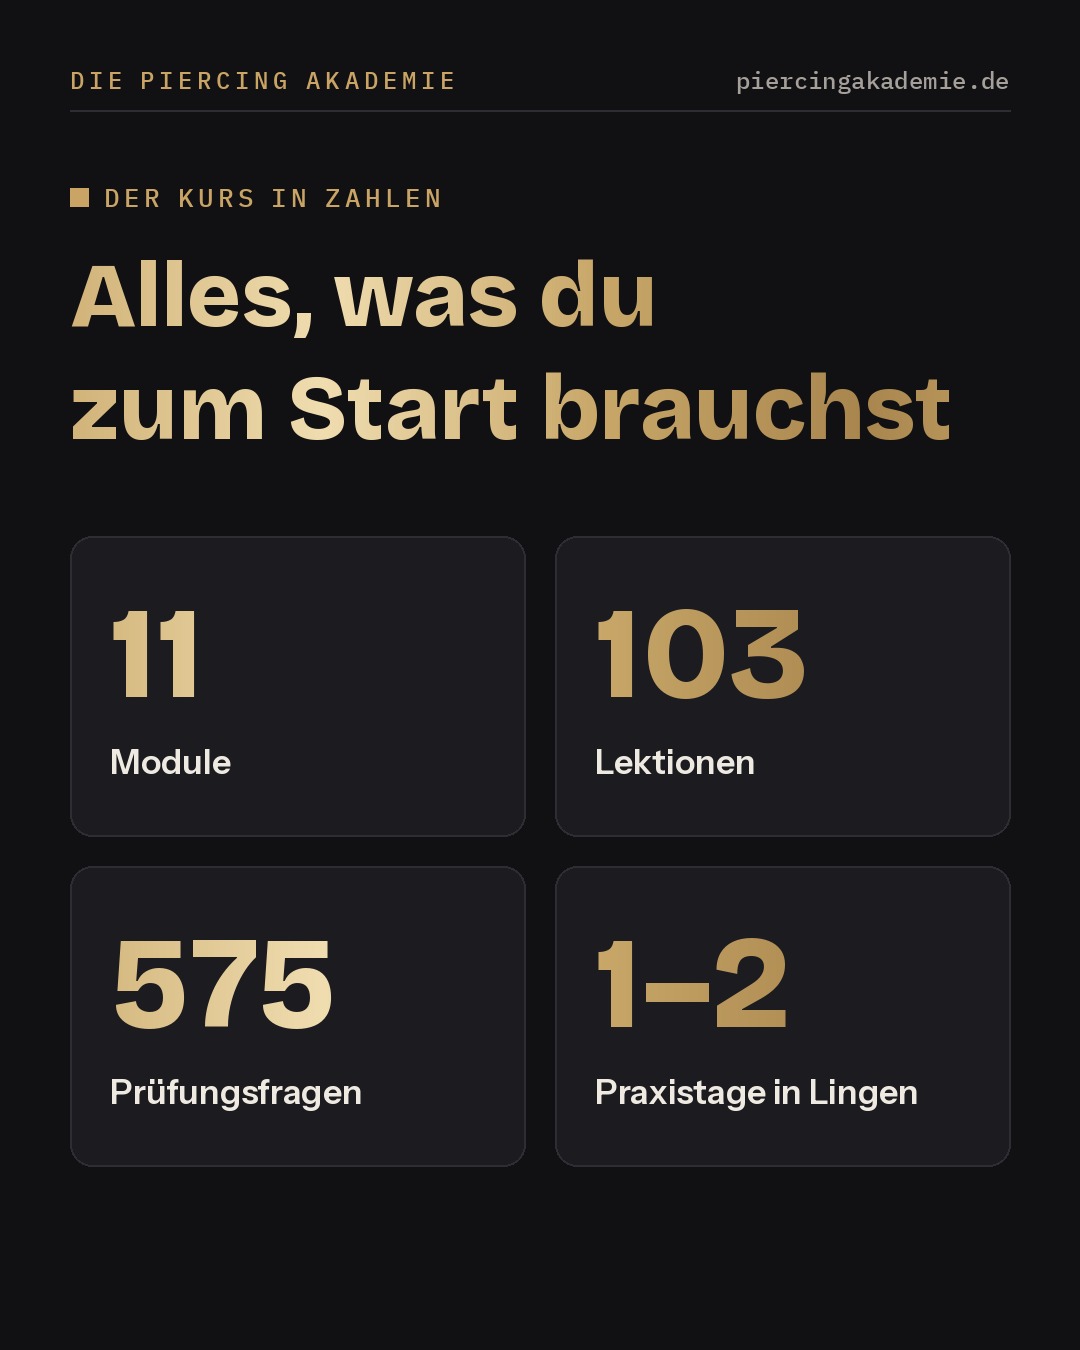 DIE PIERCING AKADEMIE
piercingakademie.de
DER KURS IN ZAHLEN
Alles, was du
zum Start brauchst
11
Module
103
Lektionen
575
Prüfungsfragen
1–2
Praxistage in Lingen